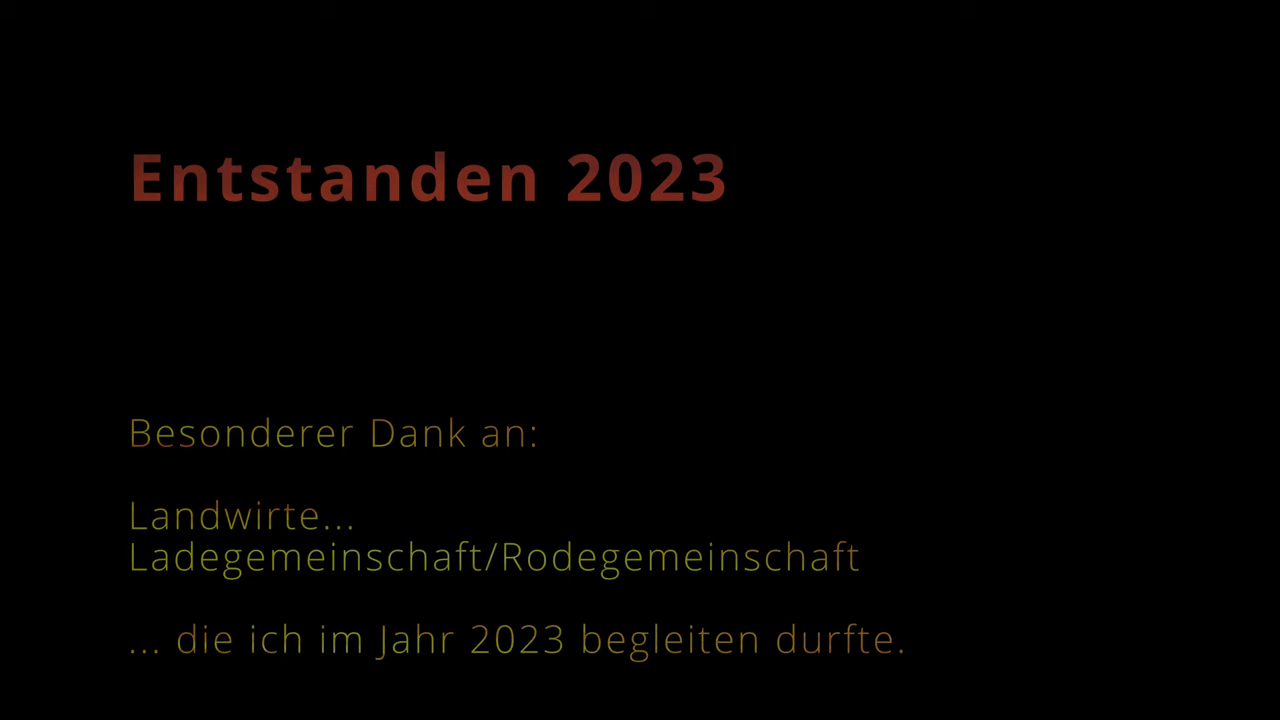 Entstanden 2023
Besonderer Dank an:
Landwirte...
Ladegemeinschaft/Rodegemeinschaft
... die ich im Jahr 2023 begleiten durfte.